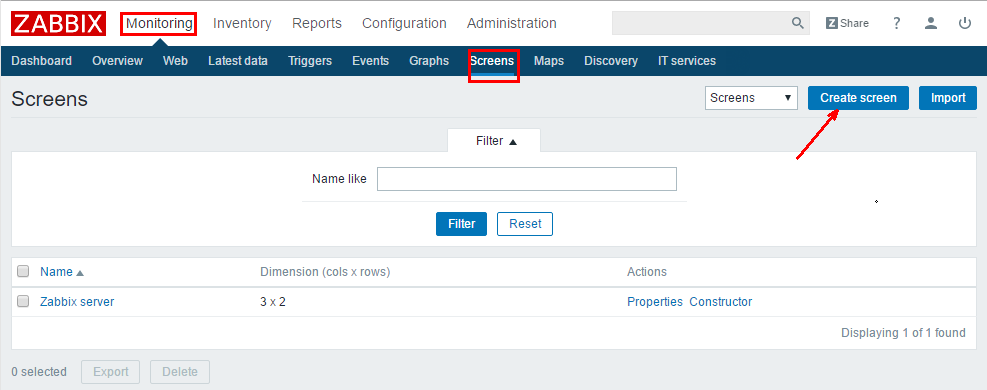 ZABBIX Monitoring Inventory Reports Configuration Administration Z Share ?
Dashboard Overview Web Latest data Triggers Events Graphs Screens Maps Discovery IT services
Screens Screens ▼ Create screen Import
Filter ▲
Name like
Filter Reset
Name ▲ Dimension (cols x rows) Actions
Zabbix server 3 x 2 Properties Constructor
Displaying 1 of 1 found
0 selected Export Delete